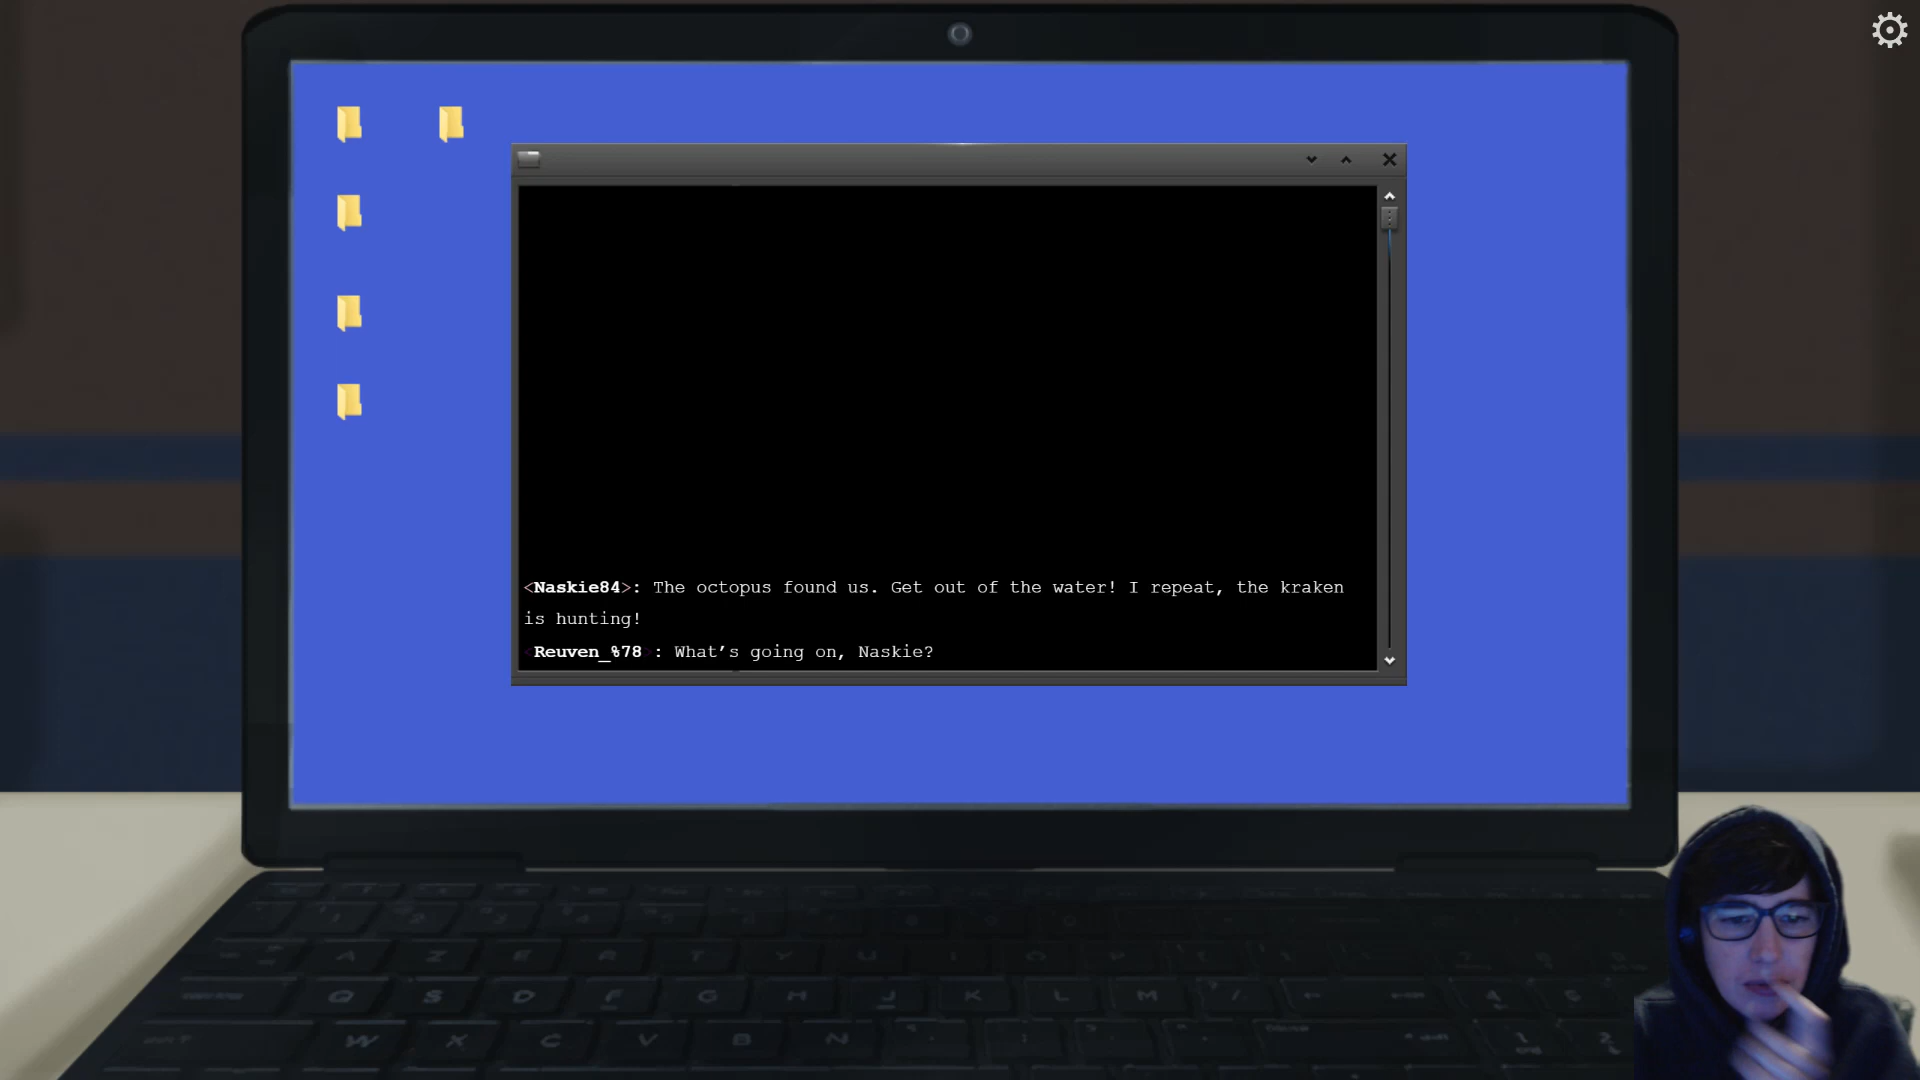 <Naskie84>: The octopus found us. Get out of the water! I repeat, the kraken
is hunting!
<Reuven_%78>: What’s going on, Naskie?